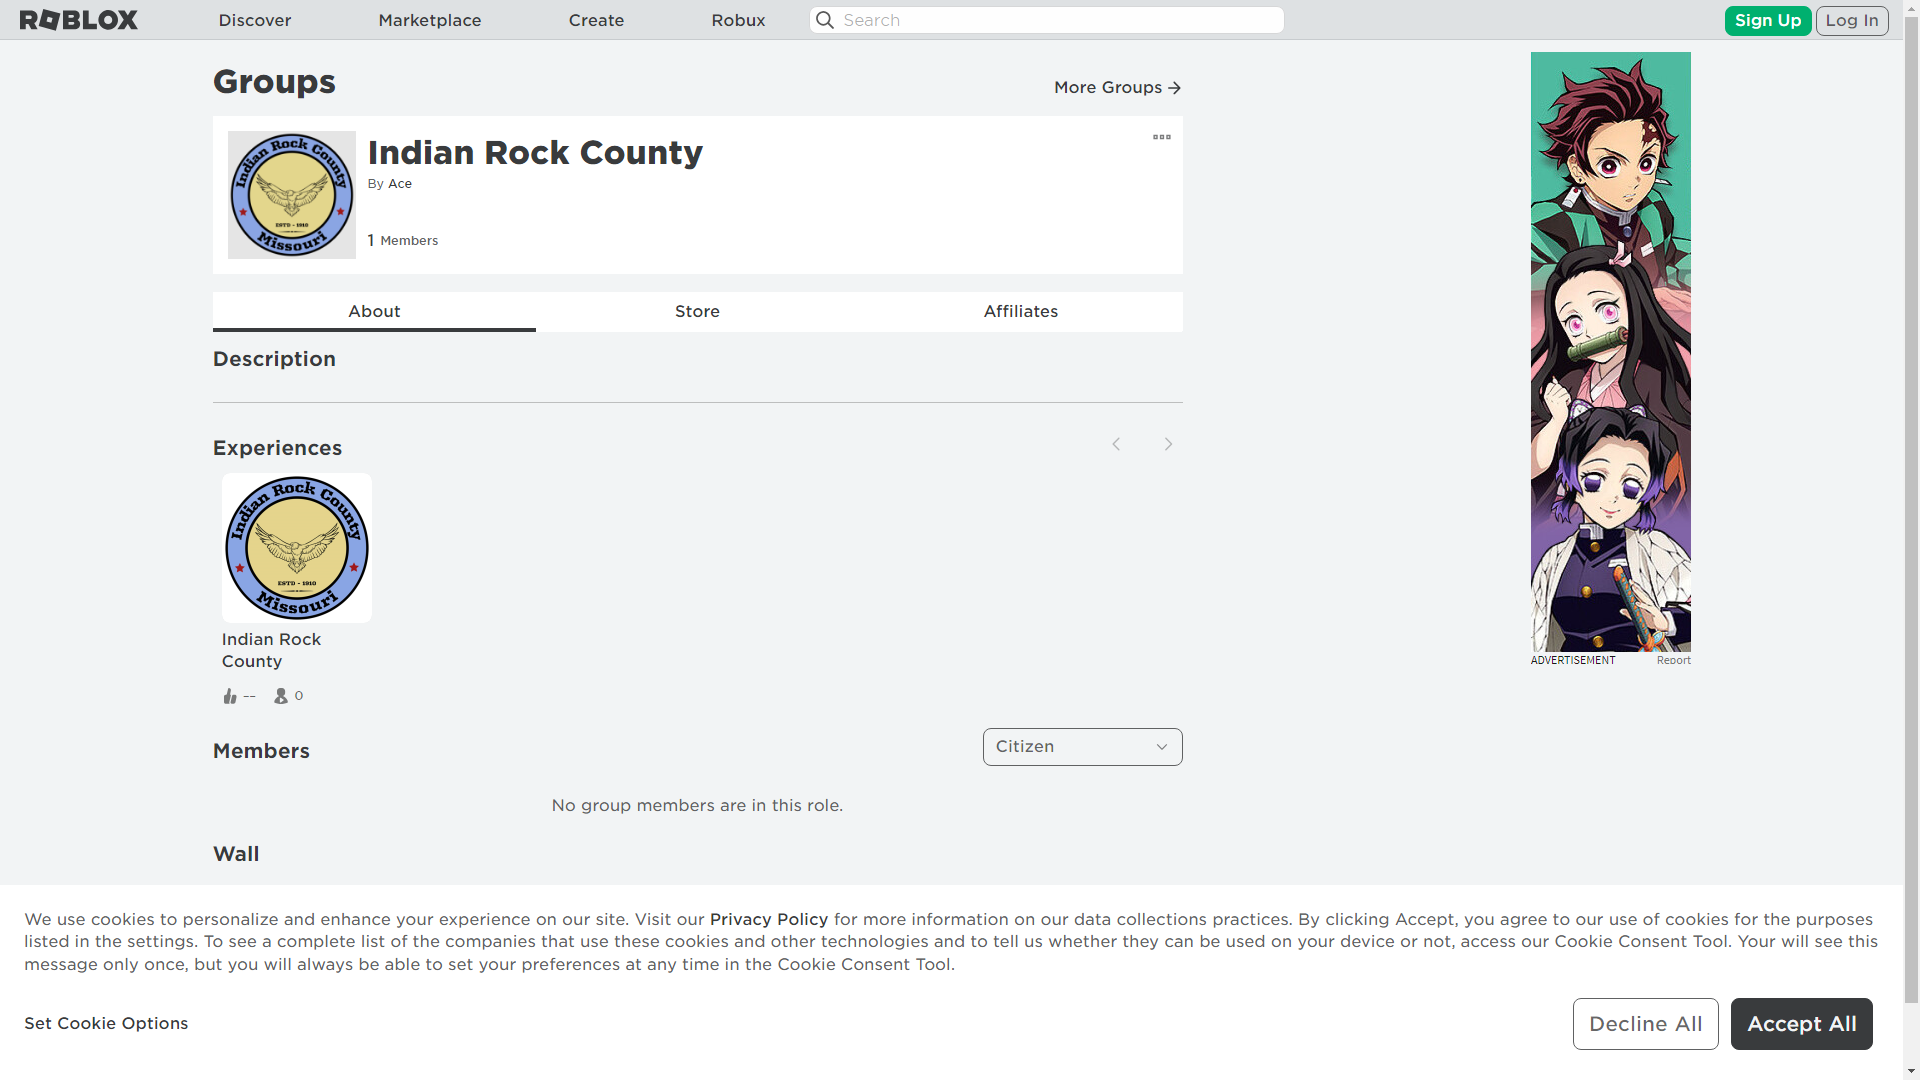 ROBLOX
Discover
Marketplace
Create
Robux
Search
Sign Up
Log In
Groups
More Groups
Indian Rock County
ESTD - 1910
Missouri
Indian Rock County
By Ace
1 Members
About
Store
Affiliates
Description
Experiences
Indian Rock County
ESTD - 1910
Missouri
Indian Rock
County
--
0
Members
Citizen
No group members are in this role.
Wall
ADVERTISEMENT
Report
We use cookies to personalize and enhance your experience on our site. Visit our Privacy Policy for more information on our data collections practices. By clicking Accept, you agree to our use of cookies for the purposes
listed in the settings. To see a complete list of the companies that use these cookies and other technologies and to tell us whether they can be used on your device or not, access our Cookie Consent Tool. Your will see this
message only once, but you will always be able to set your preferences at any time in the Cookie Consent Tool.
Set Cookie Options
Decline All
Accept All